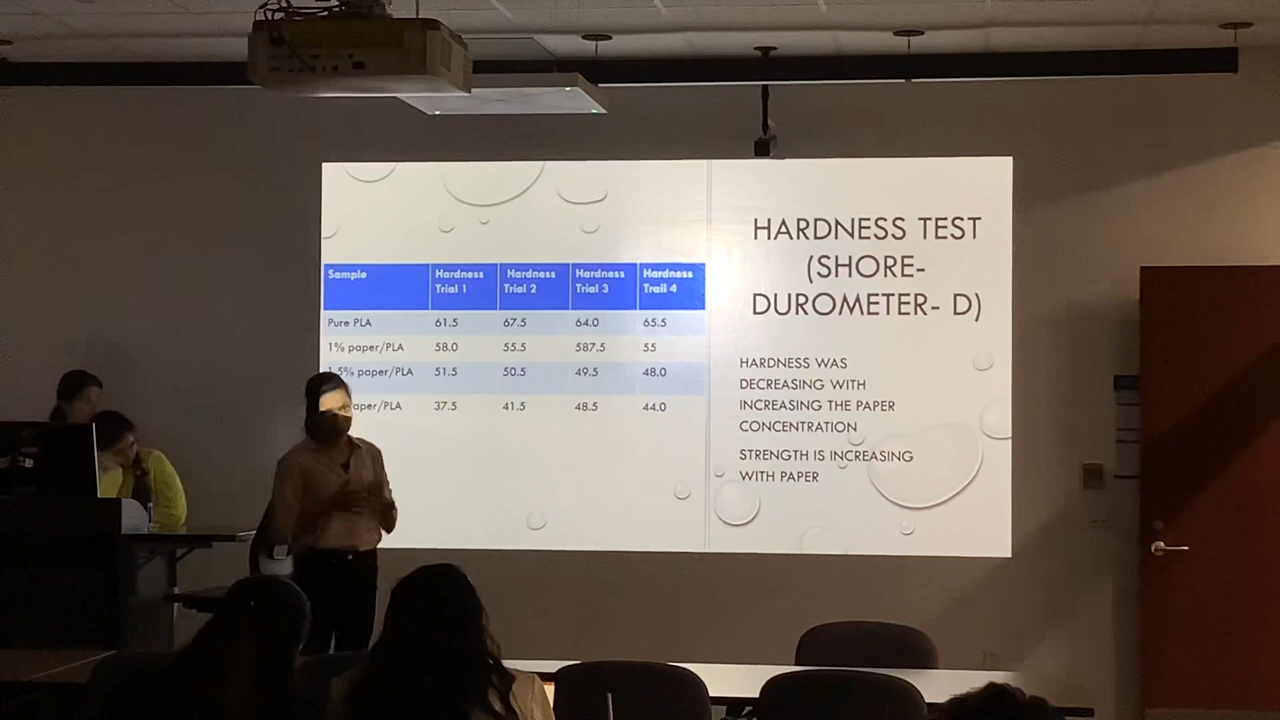 Sample Hardness Trial 1 Hardness Trial 2 Hardness Trial 3 Hardness Trail 4
Pure PLA 61.5 67.5 64.0 65.5
1% paper/PLA 58.0 55.5 587.5 55
1.5% paper/PLA 51.5 50.5 49.5 48.0
aper/PLA 37.5 41.5 48.5 44.0
HARDNESS TEST
(SHORE-
DUROMETER- D)
HARDNESS WAS
DECREASING WITH
INCREASING THE PAPER
CONCENTRATION
STRENGTH IS INCREASING
WITH PAPER